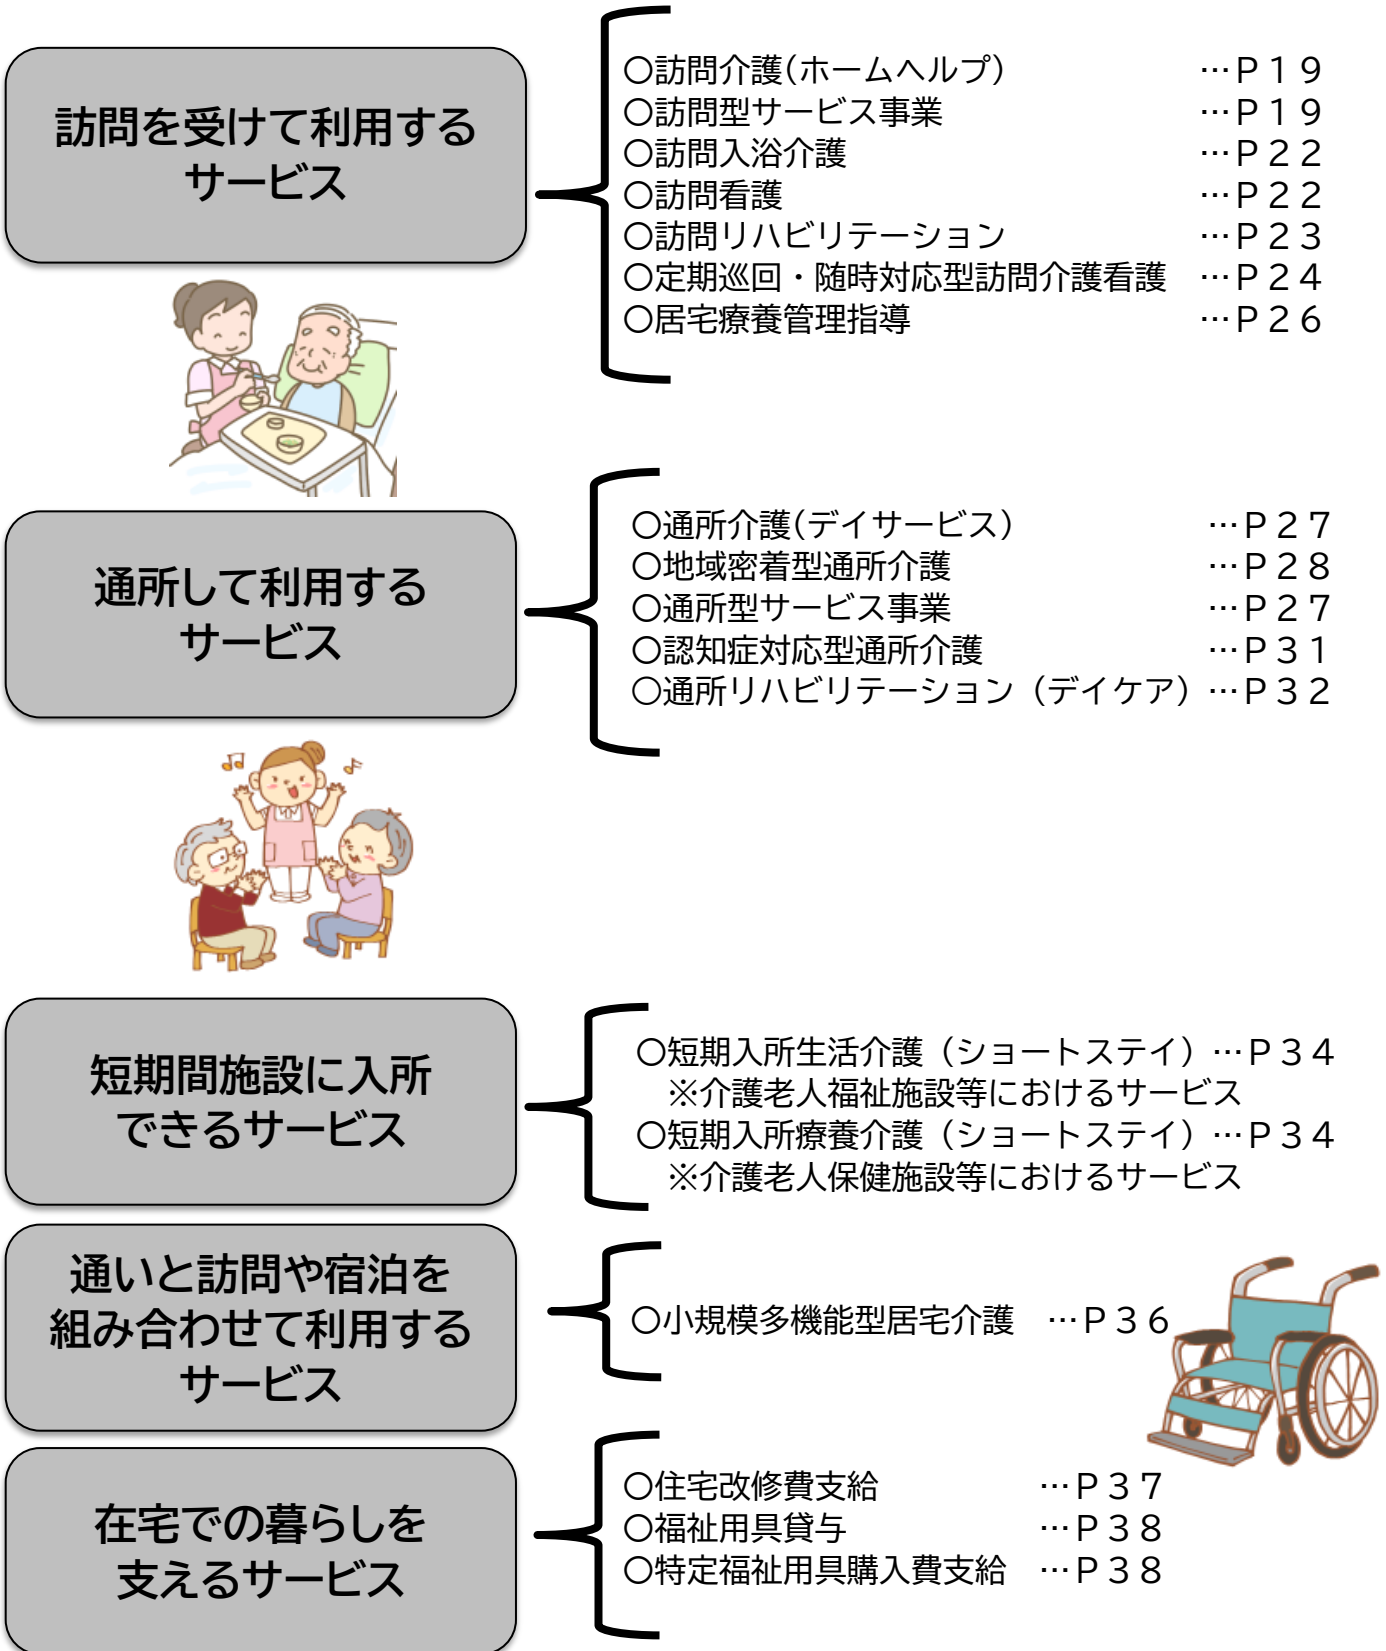 訪問を受けて利用する
サービス
○訪問介護(ホームヘルプ) …P19
○訪問型サービス事業 …P19
○訪問入浴介護 …P22
○訪問看護 …P22
○訪問リハビリテーション …P23
○定期巡回・随時対応型訪問介護看護 …P24
○居宅療養管理指導 …P26
通所して利用する
サービス
○通所介護(デイサービス) …P27
○地域密着型通所介護 …P28
○通所型サービス事業 …P27
○認知症対応型通所介護 …P31
○通所リハビリテーション(デイケア)…P32
短期間施設に入所
できるサービス
○短期入所生活介護(ショートステイ)…P34
※介護老人福祉施設等におけるサービス
○短期入所療養介護(ショートステイ)…P34
※介護老人保健施設等におけるサービス
通いと訪問や宿泊を
組み合わせて利用する
サービス
○小規模多機能型居宅介護 …P36
在宅での暮らしを
支えるサービス
○住宅改修費支給 …P37
○福祉用具貸与 …P38
○特定福祉用具購入費支給 …P38